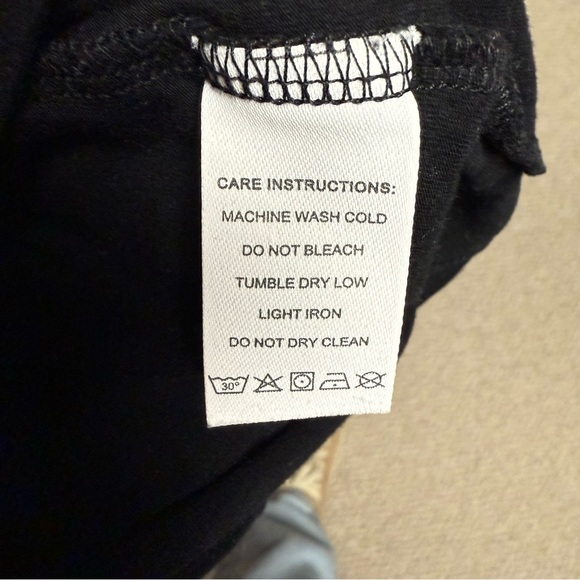 CARE INSTRUCTIONS:
MACHINE WASH COLD
DO NOT BLEACH
TUMBLE DRY LOW
LIGHT IRON
DO NOT DRY CLEAN
30°